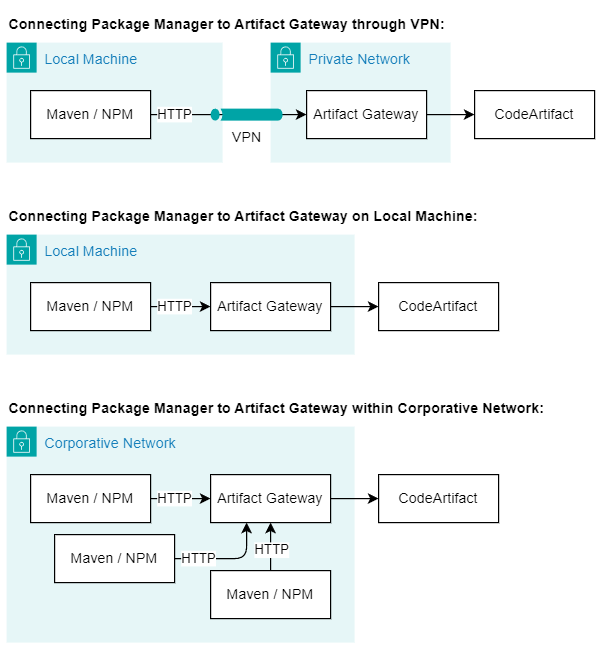 Connecting Package Manager to Artifact Gateway through VPN:
Local Machine
Private Network
Maven / NPM
HTTP
VPN
Artifact Gateway
CodeArtifact
Connecting Package Manager to Artifact Gateway on Local Machine:
Local Machine
Maven / NPM
HTTP
Artifact Gateway
CodeArtifact
Connecting Package Manager to Artifact Gateway within Corporative Network:
Corporative Network
Maven / NPM
HTTP
Artifact Gateway
CodeArtifact
Maven / NPM
HTTP
HTTP
Maven / NPM